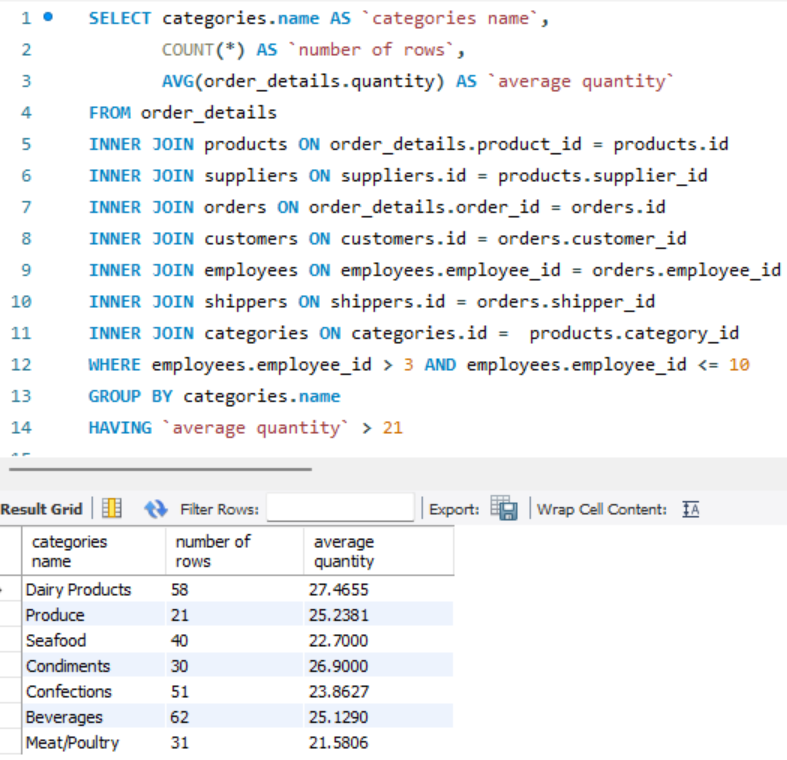 1 SELECT categories.name AS `categories name`,
2 COUNT(*) AS `number of rows`,
3 AVG(order_details.quantity) AS `average quantity`
4 FROM order_details
5 INNER JOIN products ON order_details.product_id = products.id
6 INNER JOIN suppliers ON suppliers.id = products.supplier_id
7 INNER JOIN orders ON order_details.order_id = orders.id
8 INNER JOIN customers ON customers.id = orders.customer_id
9 INNER JOIN employees ON employees.employee_id = orders.employee_id
10 INNER JOIN shippers ON shippers.id = orders.shipper_id
11 INNER JOIN categories ON categories.id =  products.category_id
12 WHERE employees.employee_id > 3 AND employees.employee_id <= 10
13 GROUP BY categories.name
14 HAVING `average quantity` > 21
Result Grid Filter Rows: Export: Wrap Cell Content:
categories number of average
name rows quantity
Dairy Products 58 27.4655
Produce 21 25.2381
Seafood 40 22.7000
Condiments 30 26.9000
Confections 51 23.8627
Beverages 62 25.1290
Meat/Poultry 31 21.5806